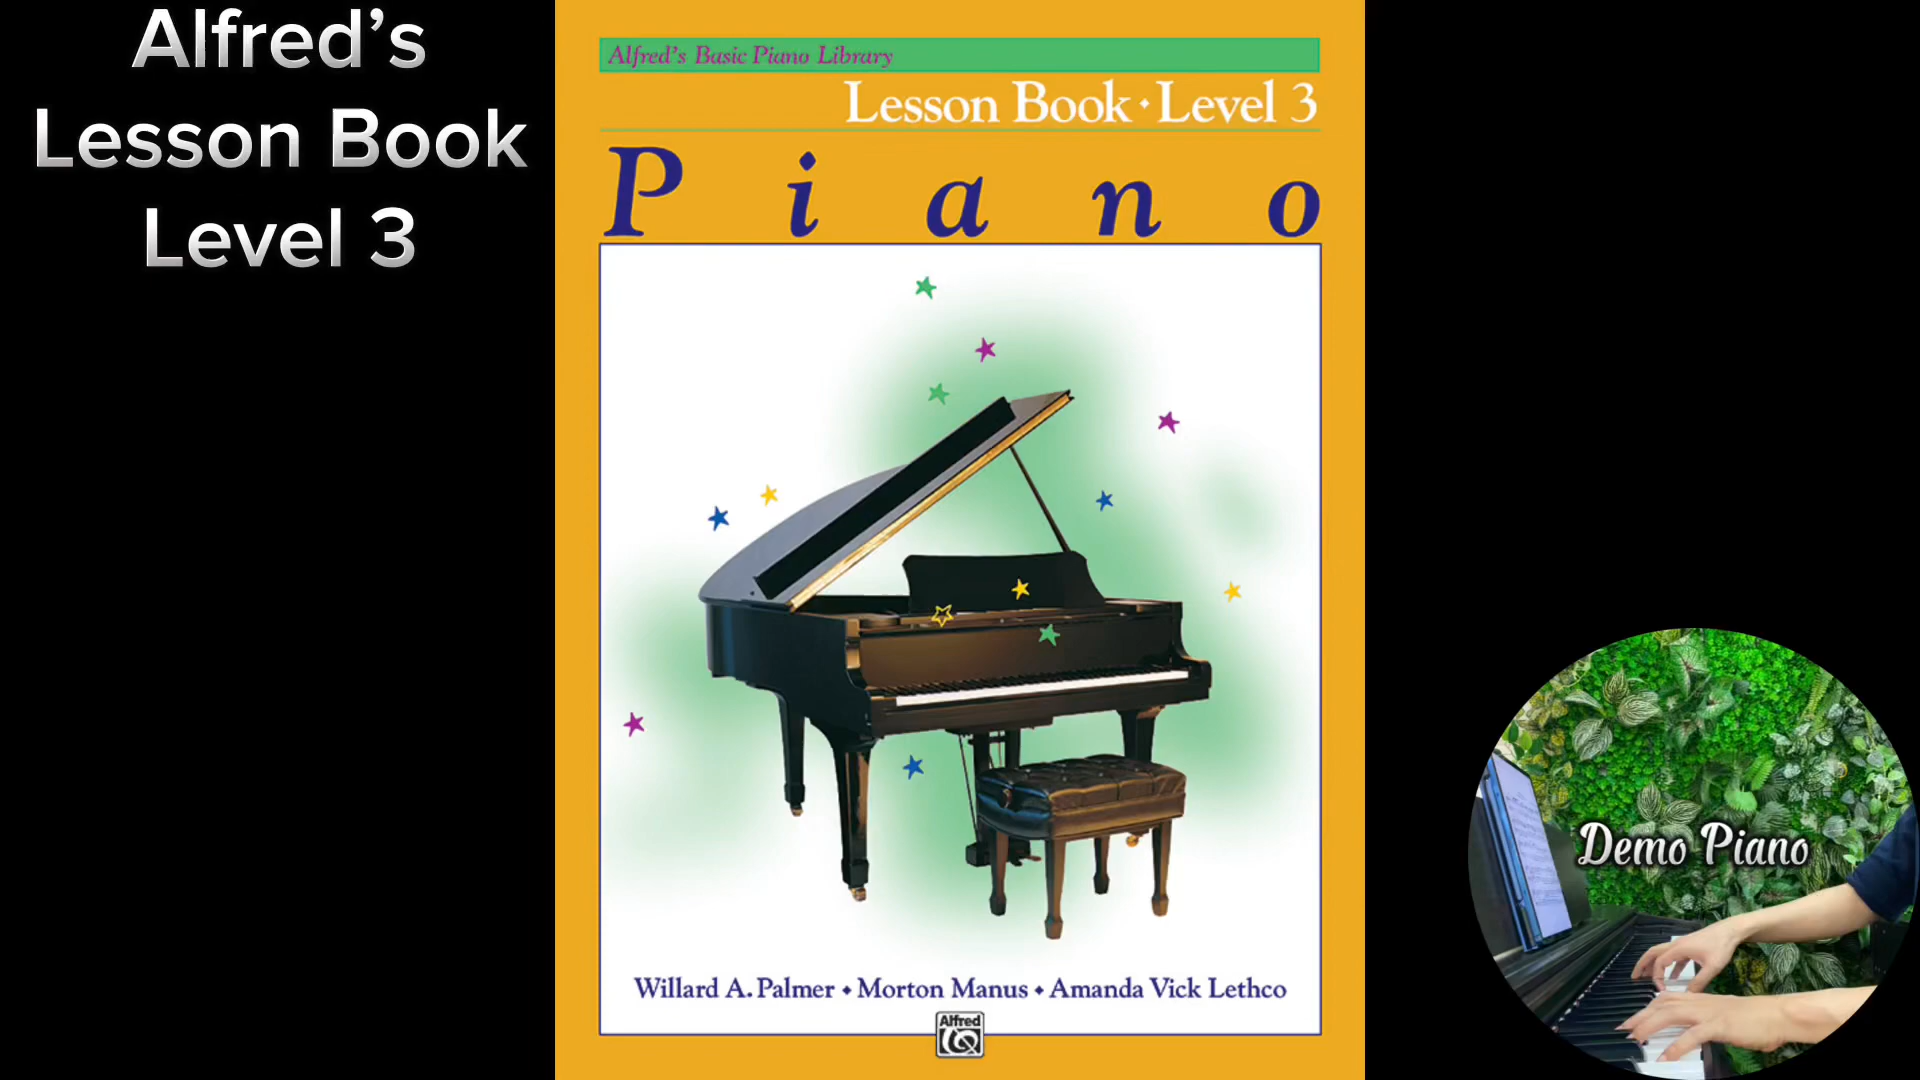 Alfred’s
Lesson Book
Level 3
Alfred's Basic Piano Library
Lesson Book • Level 3
Piano
Willard A. Palmer • Morton Manus • Amanda Vick Lethco
Alfred
Demo Piano